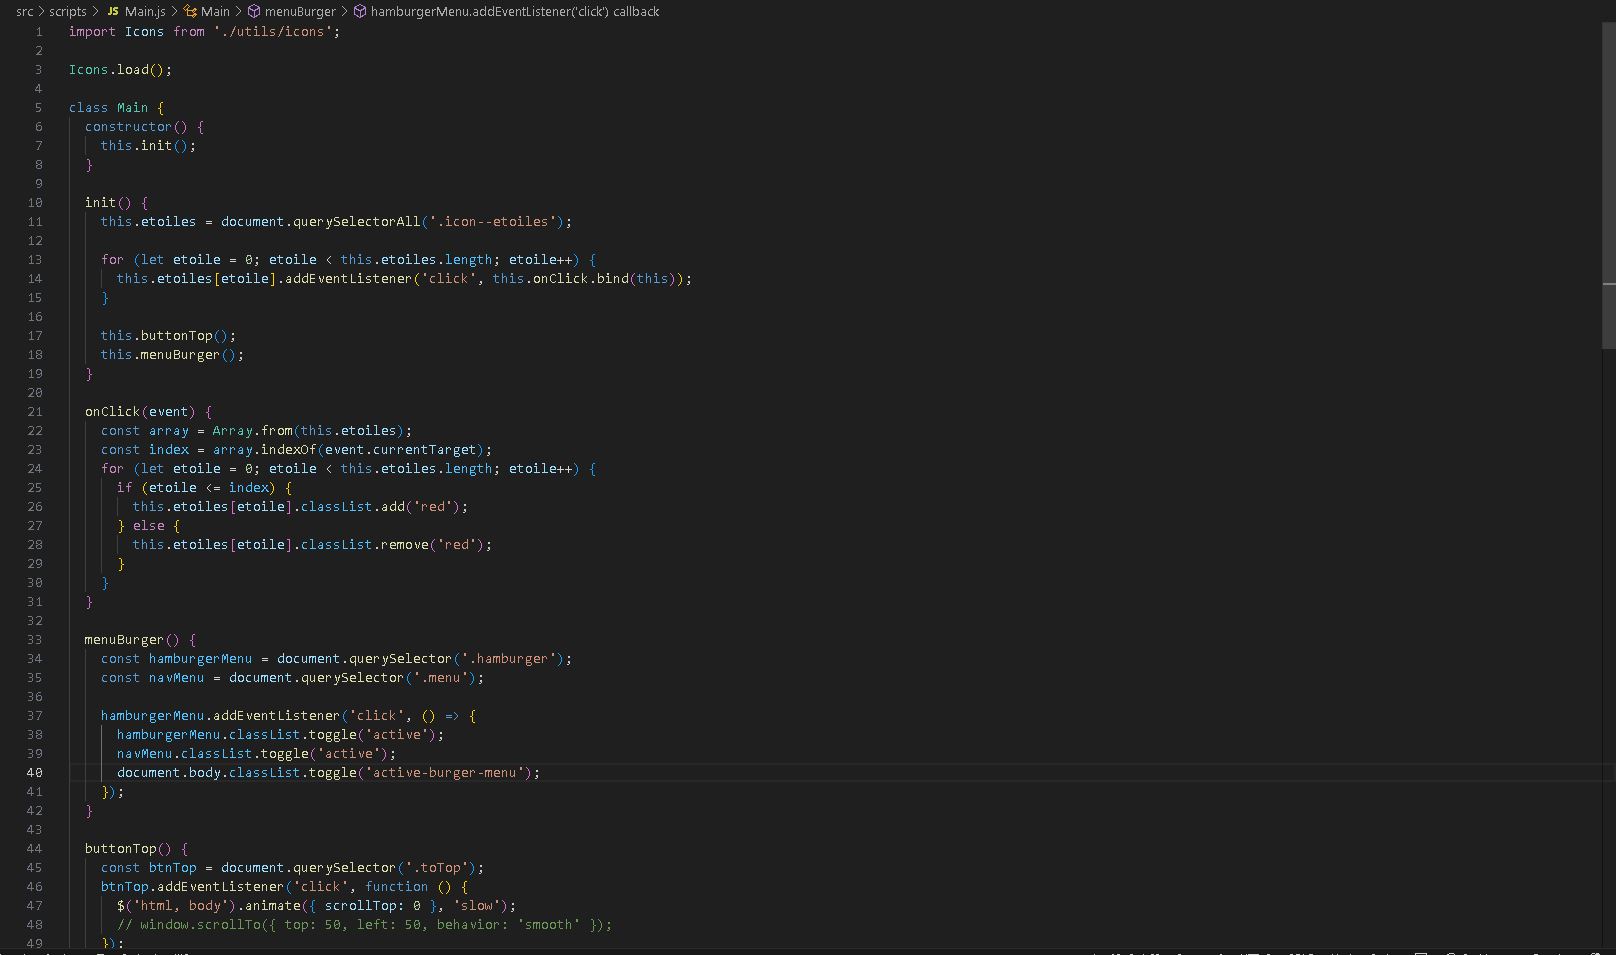 src > scripts > JS Main.js > Main > menuBurger > hamburgerMenu.addEventListener('click') callback
1 import Icons from './utils/icons';
2
3 Icons.load();
4
5 class Main {
6   constructor() {
7     this.init();
8   }
9
10   init() {
11     this.etoiles = document.querySelectorAll('.icon--etoiles');
12
13     for (let etoile = 0; etoile < this.etoiles.length; etoile++) {
14       this.etoiles[etoile].addEventListener('click', this.onClick.bind(this));
15     }
16
17     this.buttonTop();
18     this.menuBurger();
19   }
20
21   onClick(event) {
22     const array = Array.from(this.etoiles);
23     const index = array.indexOf(event.currentTarget);
24     for (let etoile = 0; etoile < this.etoiles.length; etoile++) {
25       if (etoile <= index) {
26         this.etoiles[etoile].classList.add('red');
27       } else {
28         this.etoiles[etoile].classList.remove('red');
29       }
30     }
31   }
32
33   menuBurger() {
34     const hamburgerMenu = document.querySelector('.hamburger');
35     const navMenu = document.querySelector('.menu');
36
37     hamburgerMenu.addEventListener('click', () => {
38       hamburgerMenu.classList.toggle('active');
39       navMenu.classList.toggle('active');
40       document.body.classList.toggle('active-burger-menu');
41     });
42   }
43
44   buttonTop() {
45     const btnTop = document.querySelector('.toTop');
46     btnTop.addEventListener('click', function () {
47       $('html, body').animate({ scrollTop: 0 }, 'slow');
48       // window.scrollTo({ top: 50, left: 50, behavior: 'smooth' });
49     });